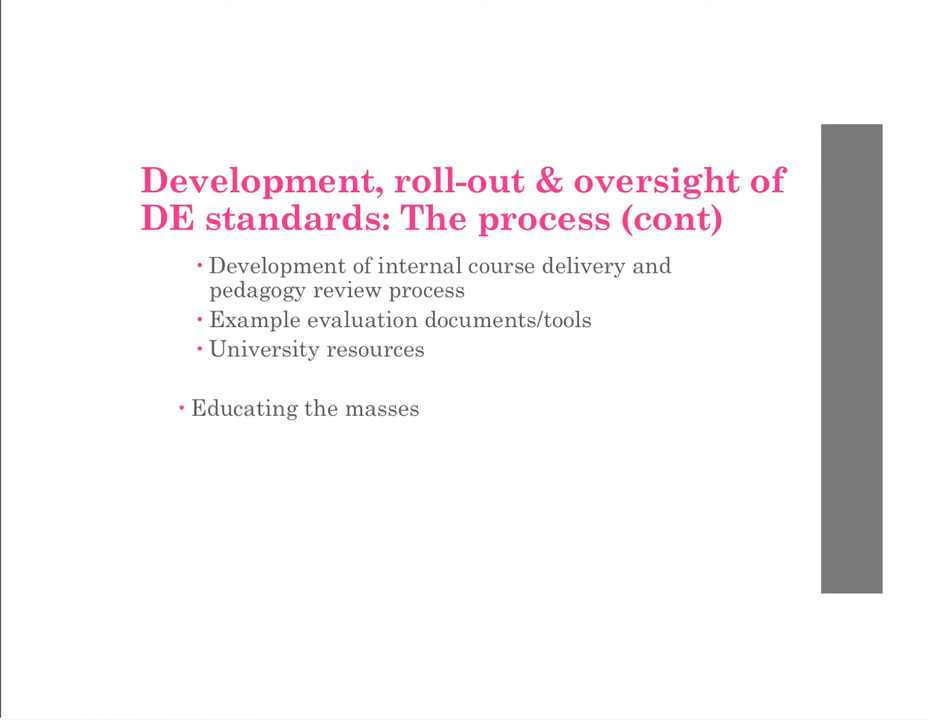 Development, roll-out & oversight of
DE standards: The process (cont)
• Development of internal course delivery and
pedagogy review process
• Example evaluation documents/tools
• University resources
• Educating the masses